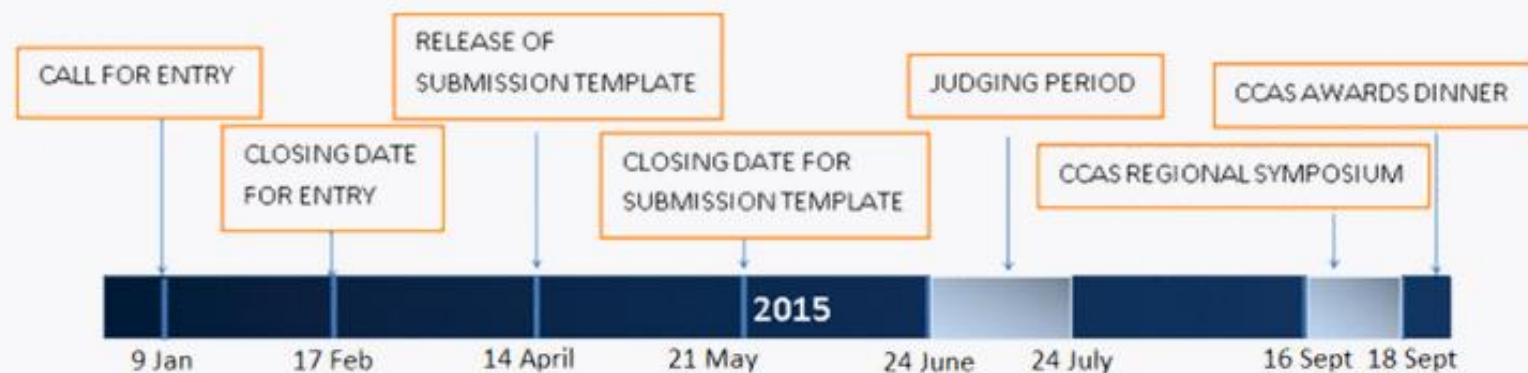 CALL FOR ENTRY
CLOSING DATE
FOR ENTRY
RELEASE OF
SUBMISSION TEMPLATE
CLOSING DATE FOR
SUBMISSION TEMPLATE
JUDGING PERIOD
CCAS REGIONAL SYMPOSIUM
CCAS AWARDS DINNER
2015
9 Jan
17 Feb
14 April
21 May
24 June
24 July
16 Sept
18 Sept